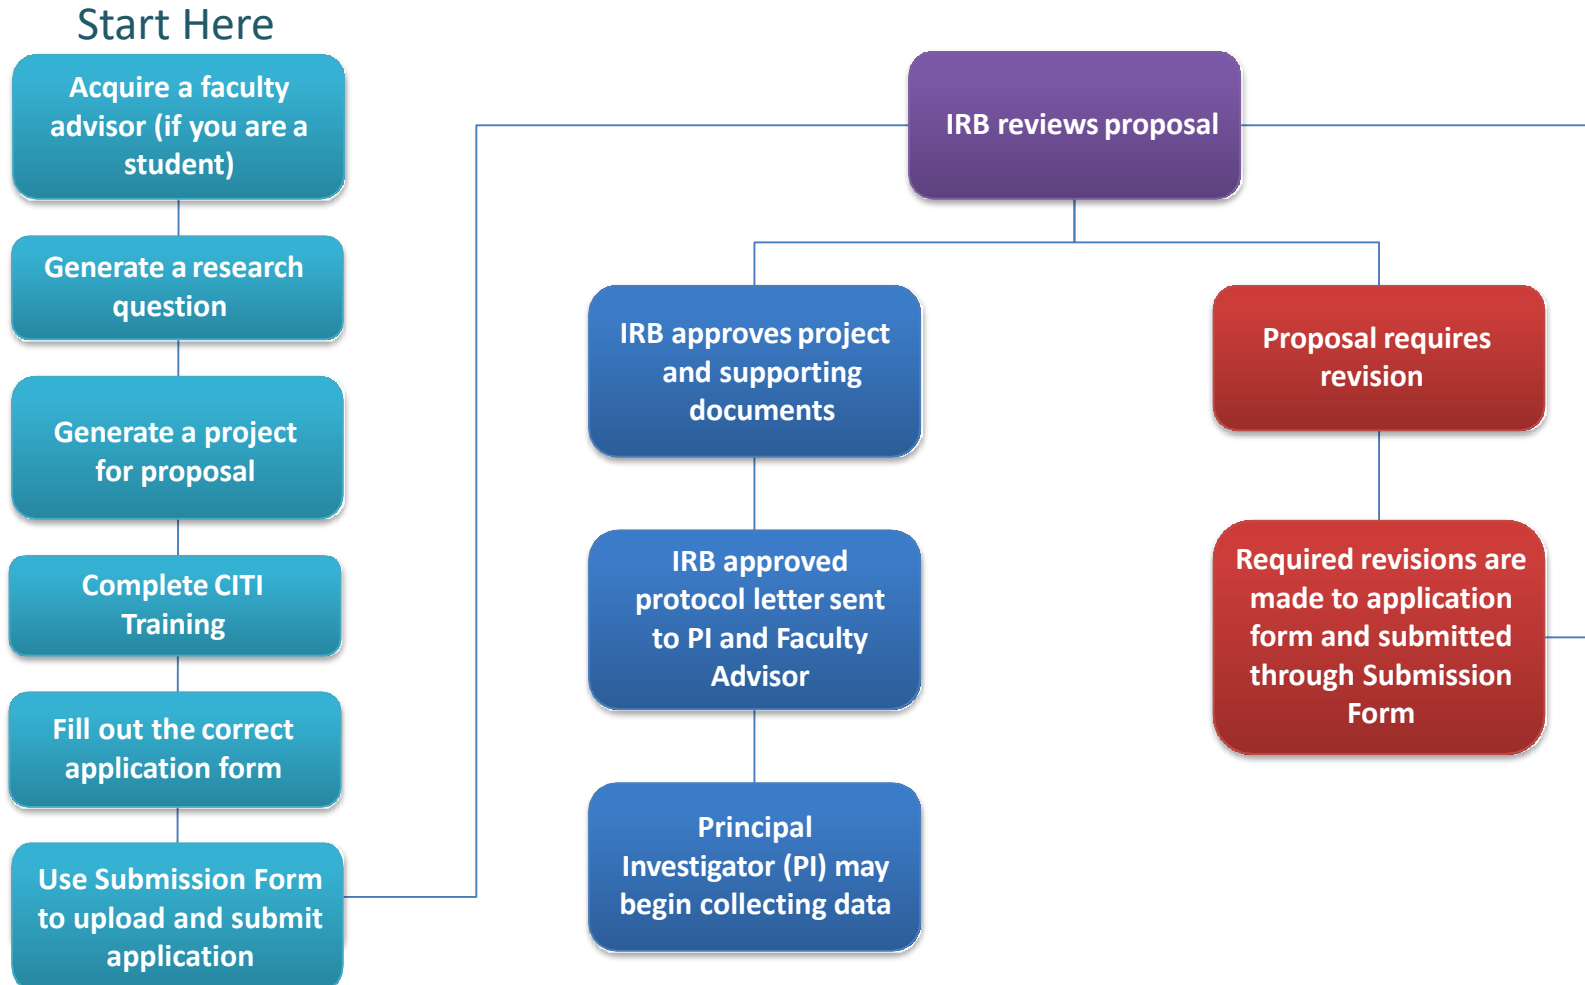 Start Here
Acquire a faculty
advisor (if you are a
student)
Generate a research
question
Generate a project
for proposal
Complete CITI
Training
Fill out the correct
application form
Use Submission Form
to upload and submit
application
IRB reviews proposal
IRB approves project
and supporting
documents
IRB approved
protocol letter sent
to PI and Faculty
Advisor
Principal
Investigator (PI) may
begin collecting data
Proposal requires
revision
Required revisions are
made to application
form and submitted
through Submission
Form